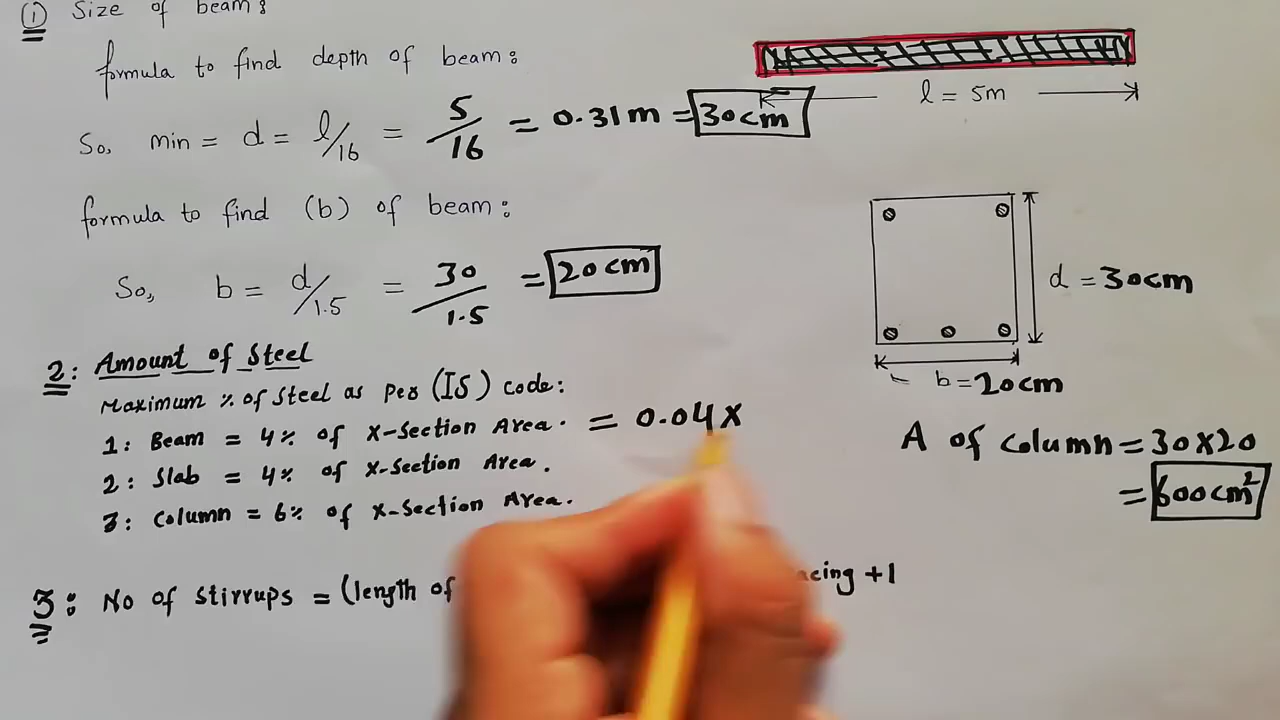 ① Size of beam:
formula to find depth of beam:
l = 5m
So, min = d = l/16 = 5/16 = 0.31m = 30cm
formula to find (b) of beam:
So, b = d/1.5 = 30/1.5 = 20cm
d = 30cm
b = 20cm
2: Amount of Steel
Maximum % of Steel as Per (IS) code:
1: Beam = 4% of X-Section Area. = 0.04X
2: Slab = 4% of X-Section Area.
3: Column = 6% of X-Section Area.
A of Column = 30X20
= 600cm²
3: No of stirrups = (length of acing +1